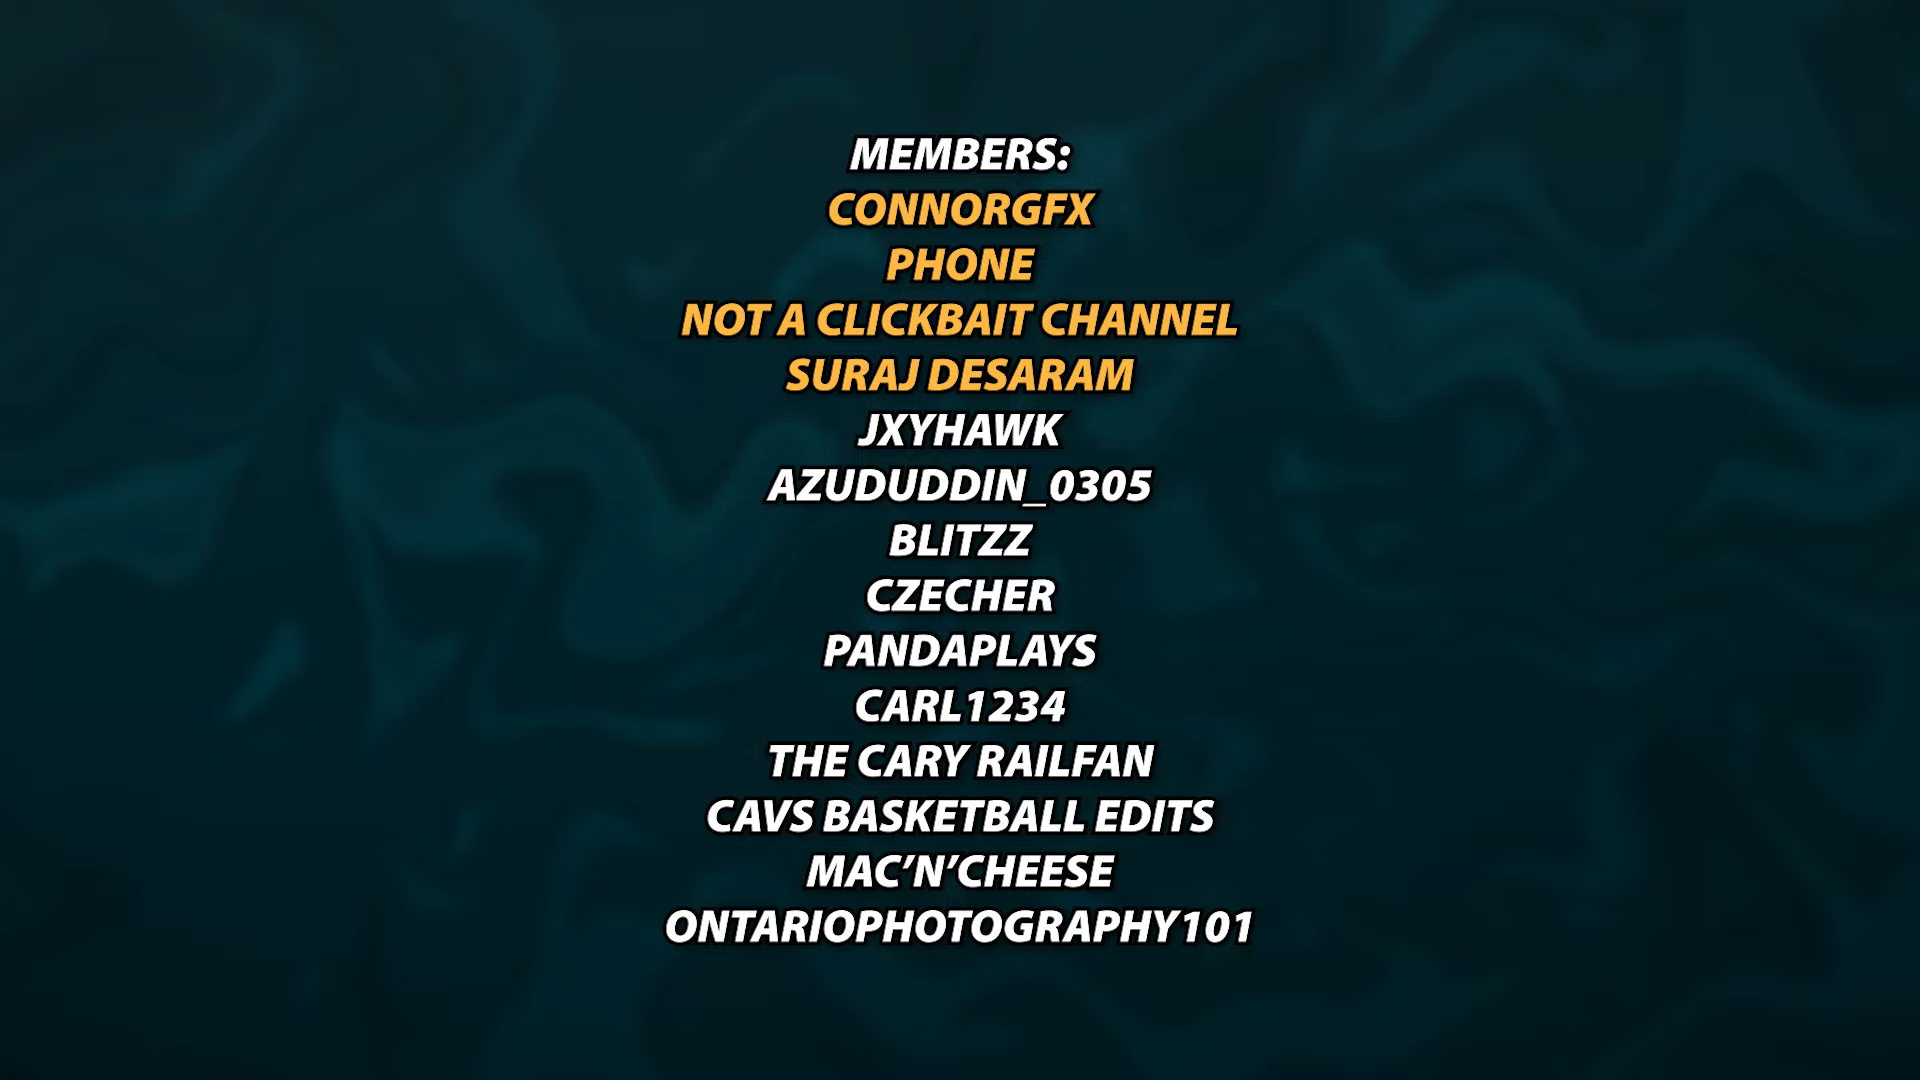 MEMBERS:
CONNORGFX
PHONE
NOT A CLICKBAIT CHANNEL
SURAJ DESARAM
JXYHAWK
AZUDUDDIN_0305
BLITZZ
CZECHER
PANDAPLAYS
CARL1234
THE CARY RAILFAN
CAVS BASKETBALL EDITS
MAC’N’CHEESE
ONTARIOPHOTOGRAPHY101